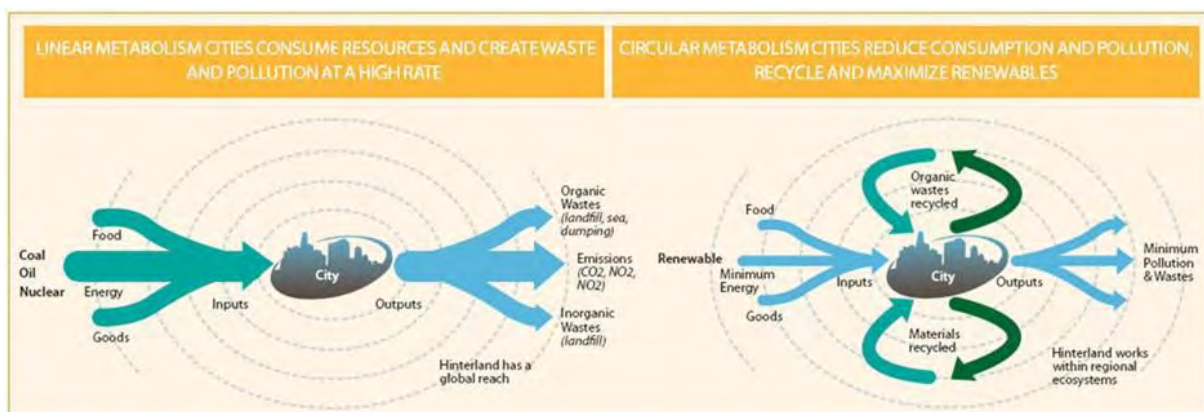 LINEAR METABOLISM CITIES CONSUME RESOURCES AND CREATE WASTE
AND POLLUTION AT A HIGH RATE
Food
Coal
Oil
Nuclear
Energy
Goods
Inputs
City
Outputs
Organic
Wastes
(landfill, sea,
dumping)
Emissions
(CO2, NO2,
NO2)
Inorganic
Wastes
(landfill)
Hinterland has a
global reach
CIRCULAR METABOLISM CITIES REDUCE CONSUMPTION AND POLLUTION,
RECYCLE AND MAXIMIZE RENEWABLES
Organic
wastes
recycled
Food
Renewable
Minimum
Energy
Goods
Inputs
City
Outputs
Minimum
Pollution
& Wastes
Materials
recycled
Hinterland works
within regional
ecosystems